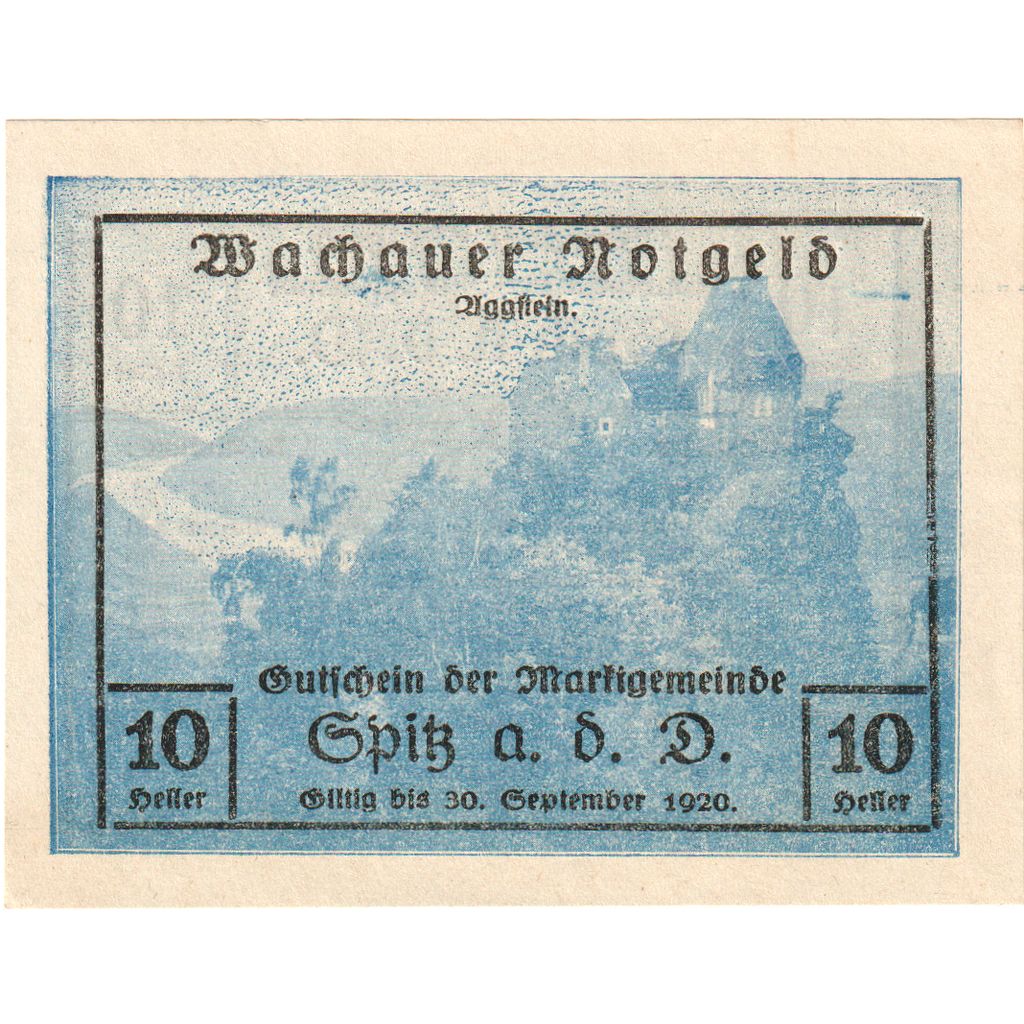 Wachauer Notgeld
Aggstein.
Gutschein der Marktgemeinde
10 Spitz a. d. D. 10
Heller Giltig bis 30. September 1920. Heller